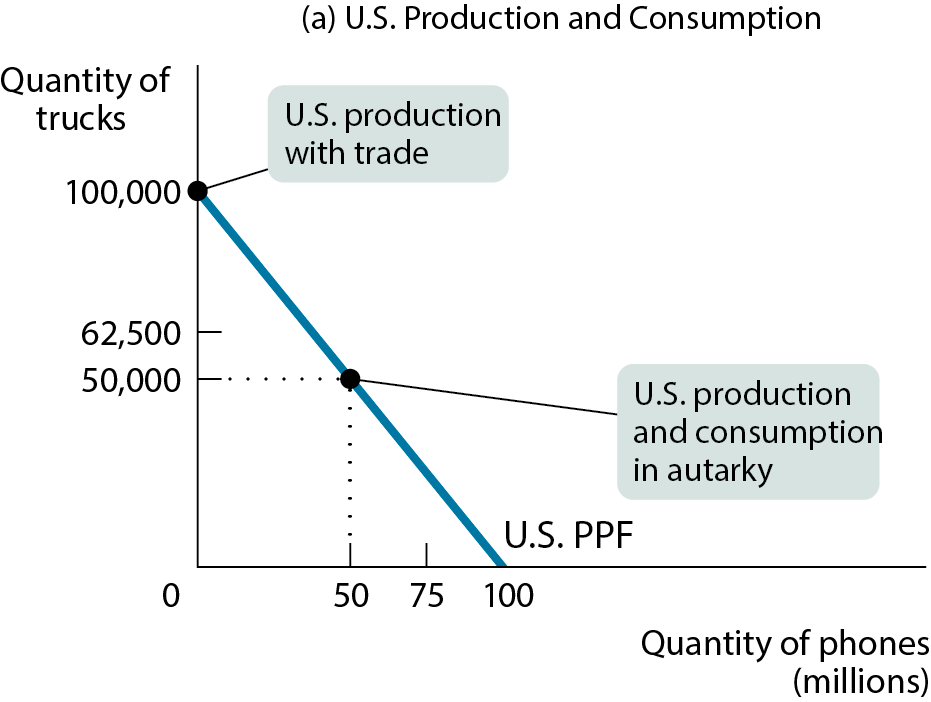 (a) U.S. Production and Consumption
Quantity of
trucks
U.S. production
with trade
100,000
62,500
50,000
U.S. production
and consumption
in autarky
U.S. PPF
0
50
75
100
Quantity of phones
(millions)